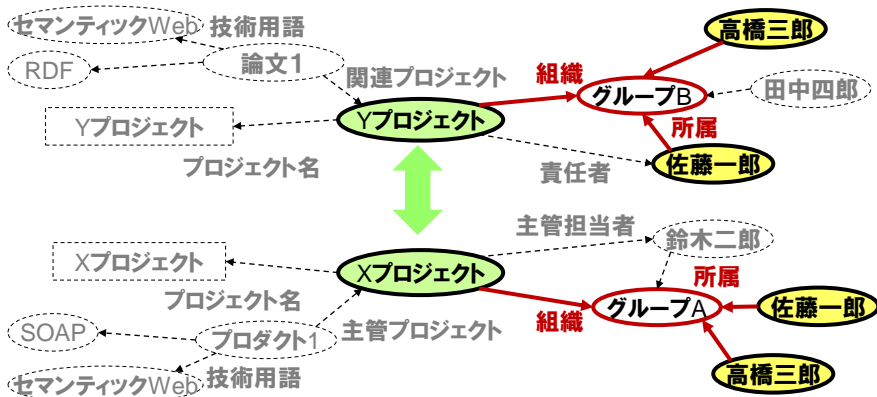 セマンティックWeb
技術用語
高橋三郎
RDF
論文1
関連プロジェクト
組織
グループB
田中四郎
Yプロジェクト
Yプロジェクト
所属
プロジェクト名
責任者
佐藤一郎
主管担当者
鈴木二郎
Xプロジェクト
Xプロジェクト
所属
プロジェクト名
組織
グループA
佐藤一郎
SOAP
プロダクト1
主管プロジェクト
セマンティックWeb
技術用語
高橋三郎